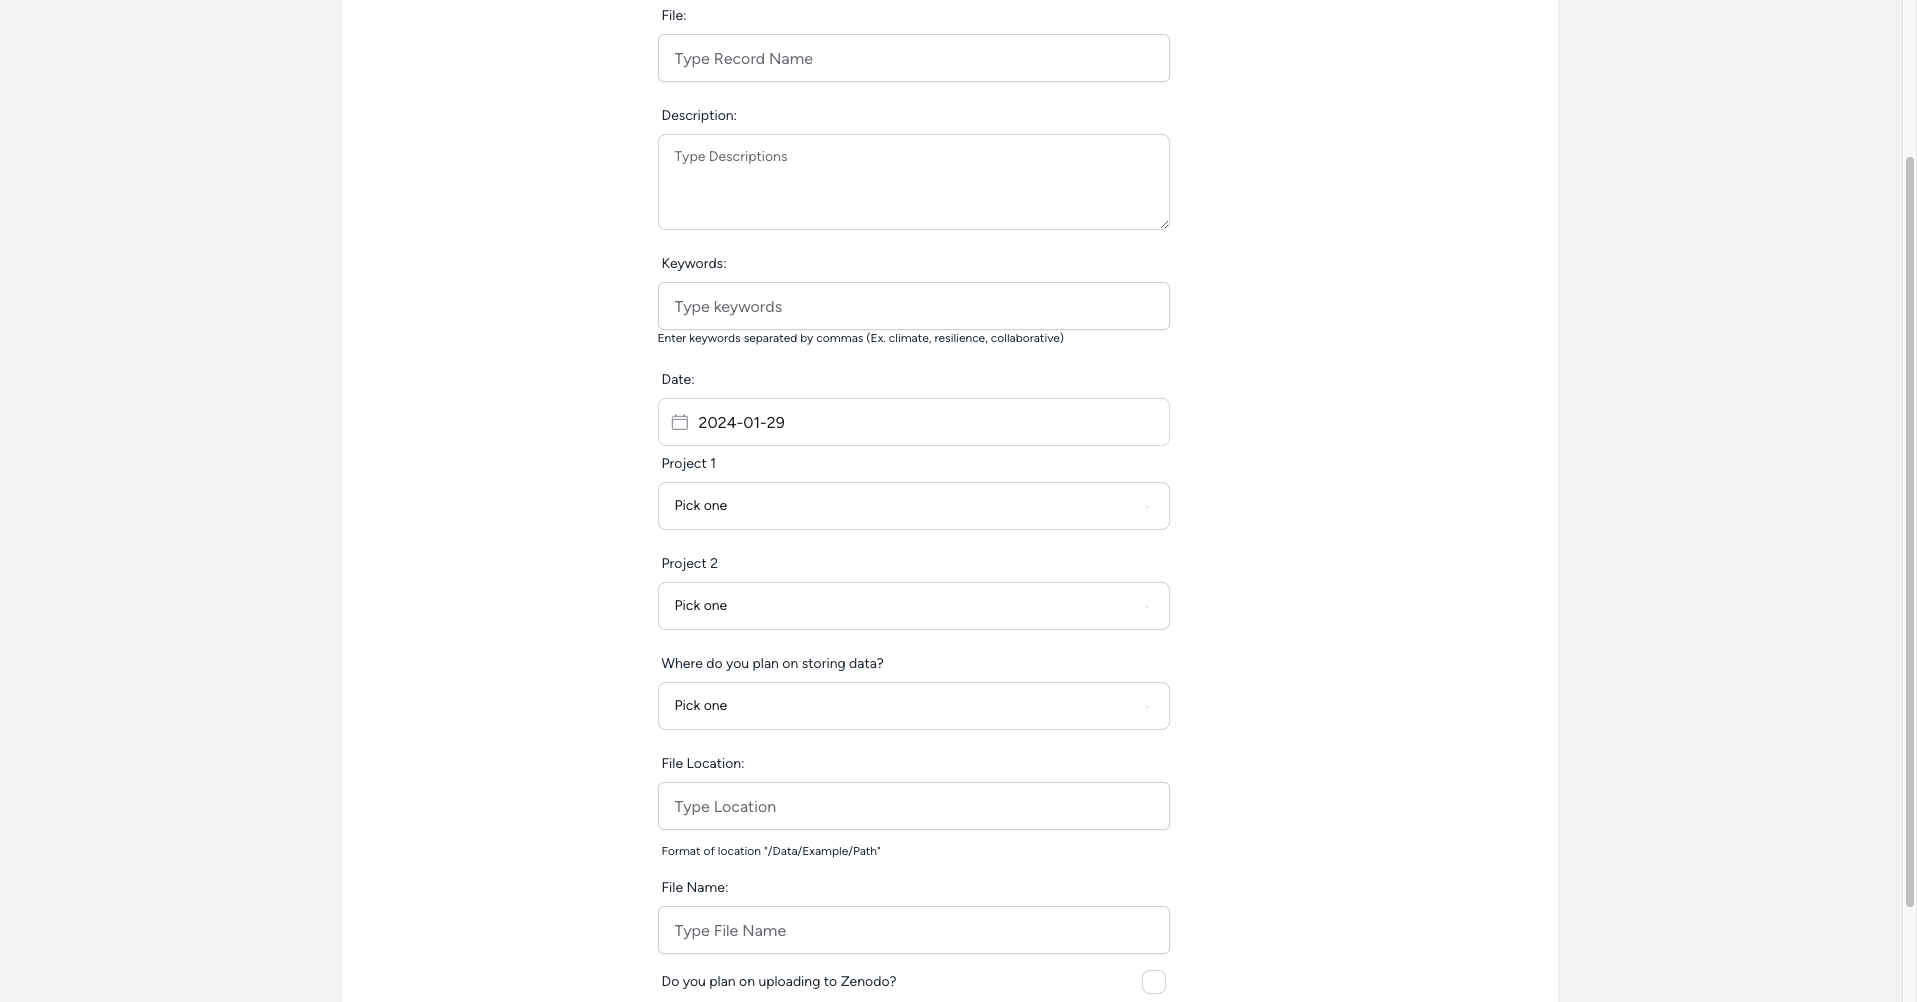 File:
Type Record Name
Description:
Type Descriptions
Keywords:
Type keywords
Enter keywords separated by commas (Ex. climate, resilience, collaborative)
Date:
2024-01-29
Project 1
Pick one
Project 2
Pick one
Where do you plan on storing data?
Pick one
File Location:
Type Location
Format of location "/Data/Example/Path"
File Name:
Type File Name
Do you plan on uploading to Zenodo?